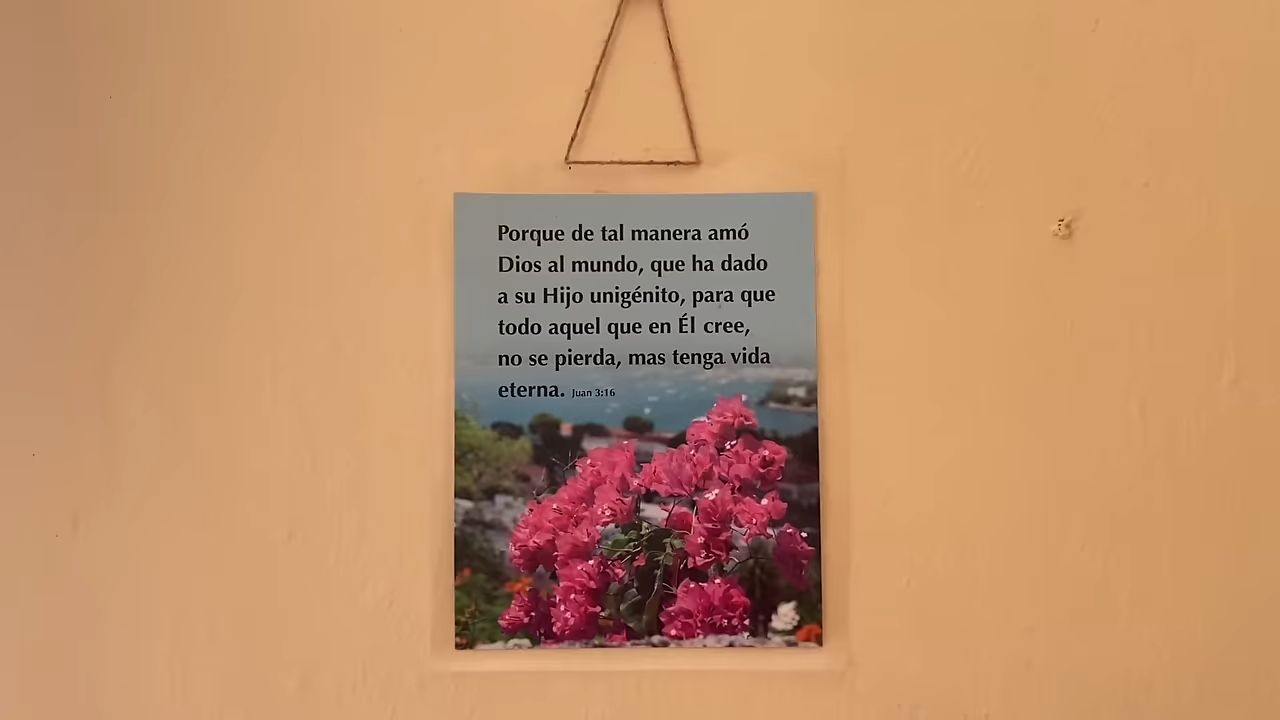 Porque de tal manera amó
Dios al mundo, que ha dado
a su Hijo unigénito, para que
todo aquel que en Él cree,
no se pierda, mas tenga vida
eterna. Juan 3:16